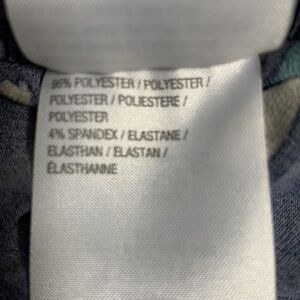 96% POLYESTER / POLYESTER /
POLYESTER / POLIESTERE /
POLYESTER
4% SPANDEX / ELASTANE /
ELASTHAN / ELASTAN /
ÉLASTHANNE